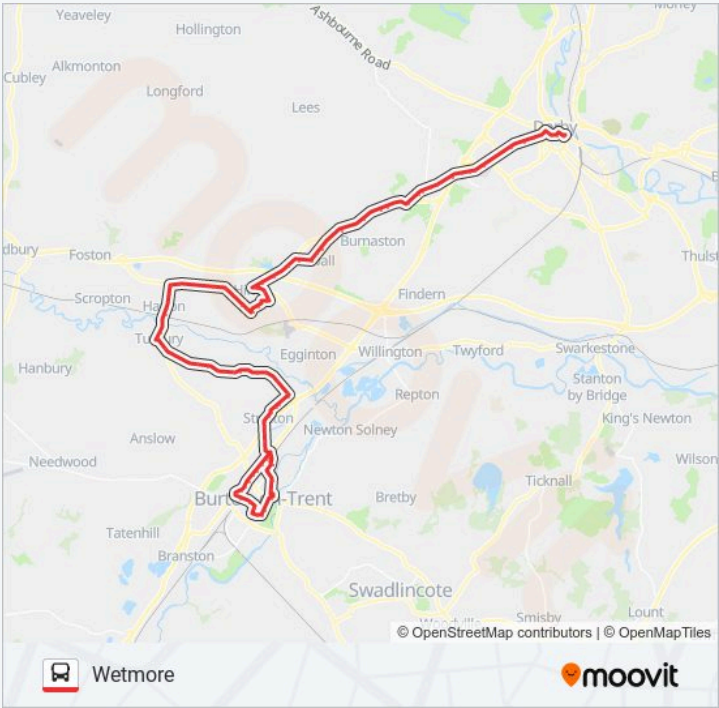 Yeaveley
Hollington
Ashbourne Road
Cubley
Alkmonton
Longford
Lees
Derby
Burnaston
Foston
Findern
Scropton
Egginton
Willington
Twyford
Swarkestone
Hanbury
Stanton
by Bridge
Repton
King's Newton
Newton Solney
Anslow
Needwood
Ticknall
Bretby
Tatenhill
Branston
Swadlincote
Smisby
Lount
© OpenStreetMap contributors | © OpenMapTiles
Wetmore
moovit